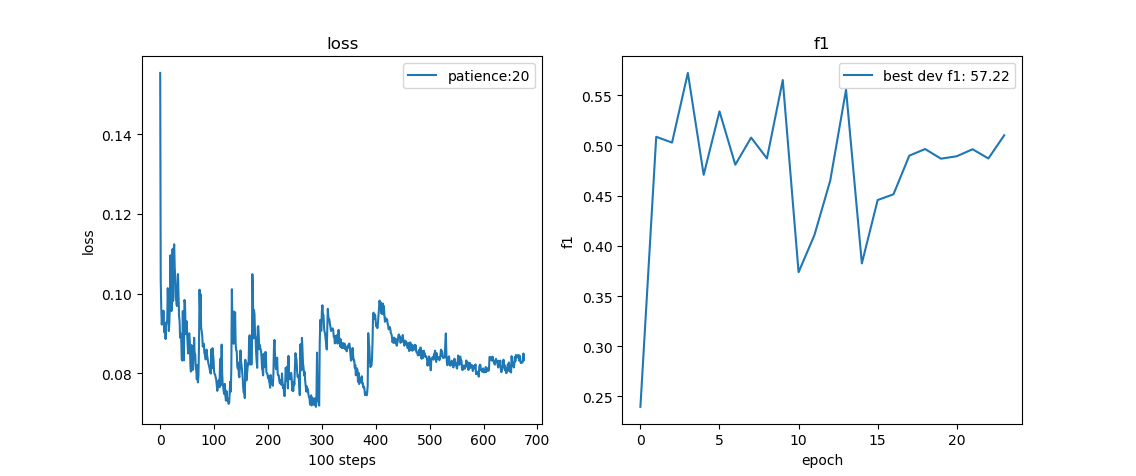 loss
patience:20
0.14
0.12
0.10
0.08
loss
0 100 200 300 400 500 600 700
100 steps
f1
best dev f1: 57.22
0.55
0.50
0.45
0.40
0.35
0.30
0.25
f1
0 5 10 15 20
epoch